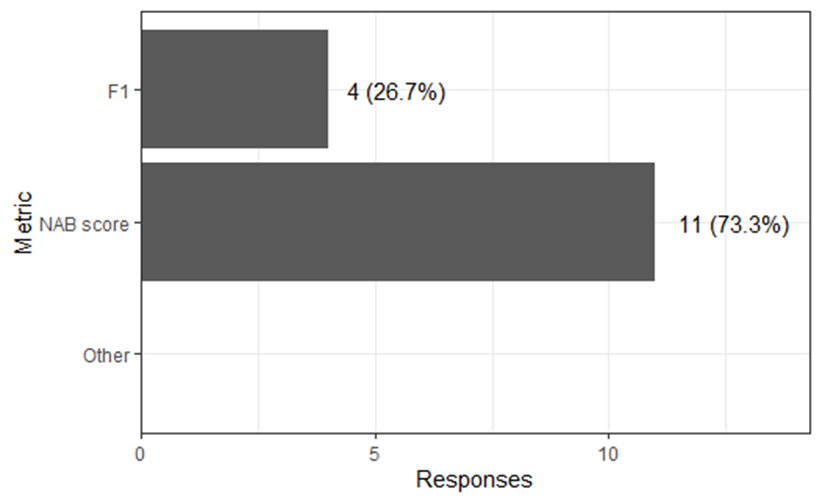 F1
4 (26.7%)
NAB score
11 (73.3%)
Other
Metric
0
5
10
Responses